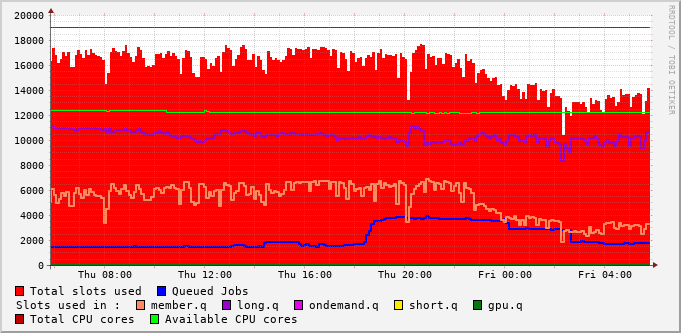 RRDTOOL / TOBI OETIKER
20000
18000
16000
14000
12000
10000
8000
6000
4000
2000
0
Thu 08:00 Thu 12:00 Thu 16:00 Thu 20:00 Fri 00:00 Fri 04:00
Total slots used Queued Jobs
Slots used in : member.q long.q ondemand.q short.q gpu.q
Total CPU cores Available CPU cores